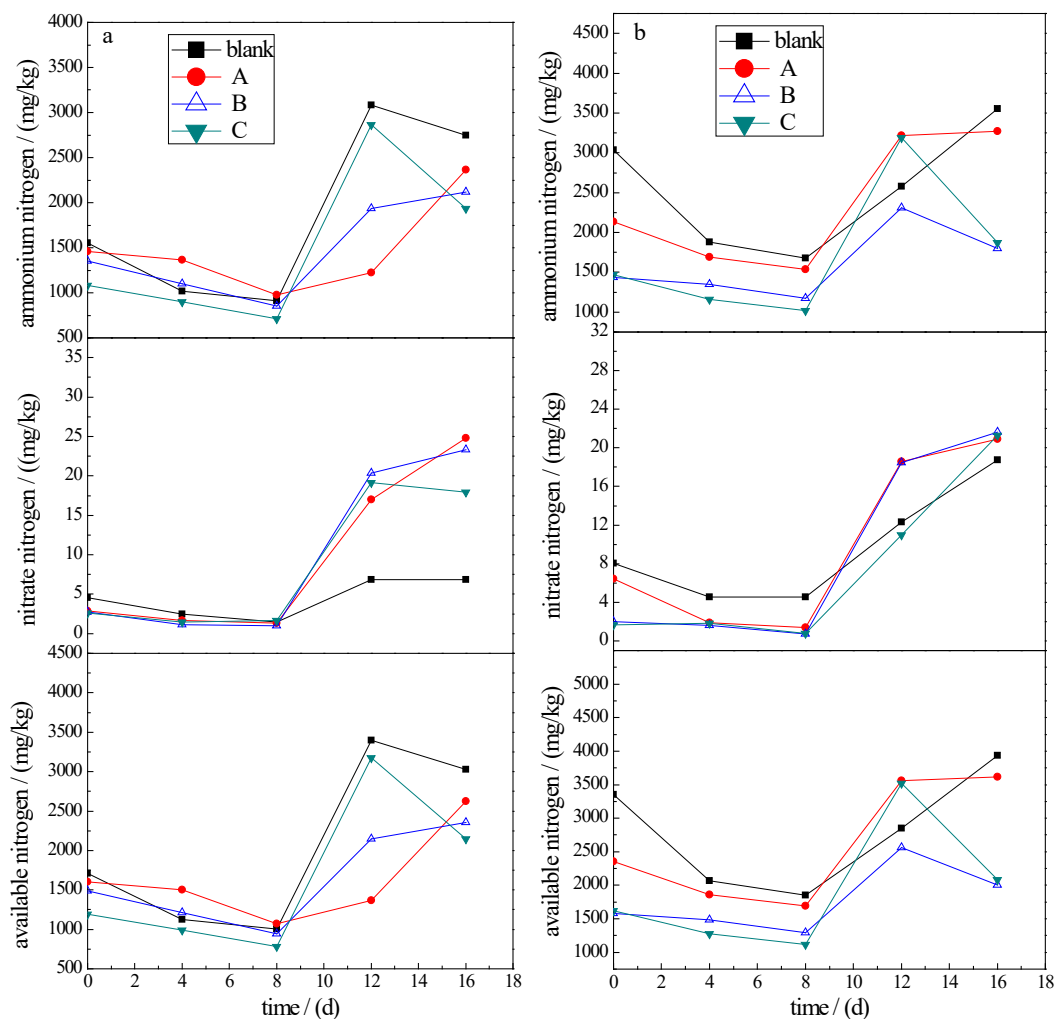 a
blank
A
B
C
ammonium nitrogen / (mg/kg)
4000
3500
3000
2500
2000
1500
1000
500
nitrate nitrogen / ((mg/kg)
35
30
25
20
15
10
5
0
available nitrogen / (mg/kg)
4500
4000
3500
3000
2500
2000
1500
1000
500
0 2 4 6 8 10 12 14 16 18
time / (d)
b
blank
A
B
C
ammonium nitrogen / (mg/kg)
4500
4000
3500
3000
2500
2000
1500
1000
nitrate nitrogen / (mg/kg)
32
28
24
20
16
12
8
4
0
available nitrogen / (mg/kg)
5000
4500
4000
3500
3000
2500
2000
1500
1000
0 2 4 6 8 10 12 14 16 18
time / (d)